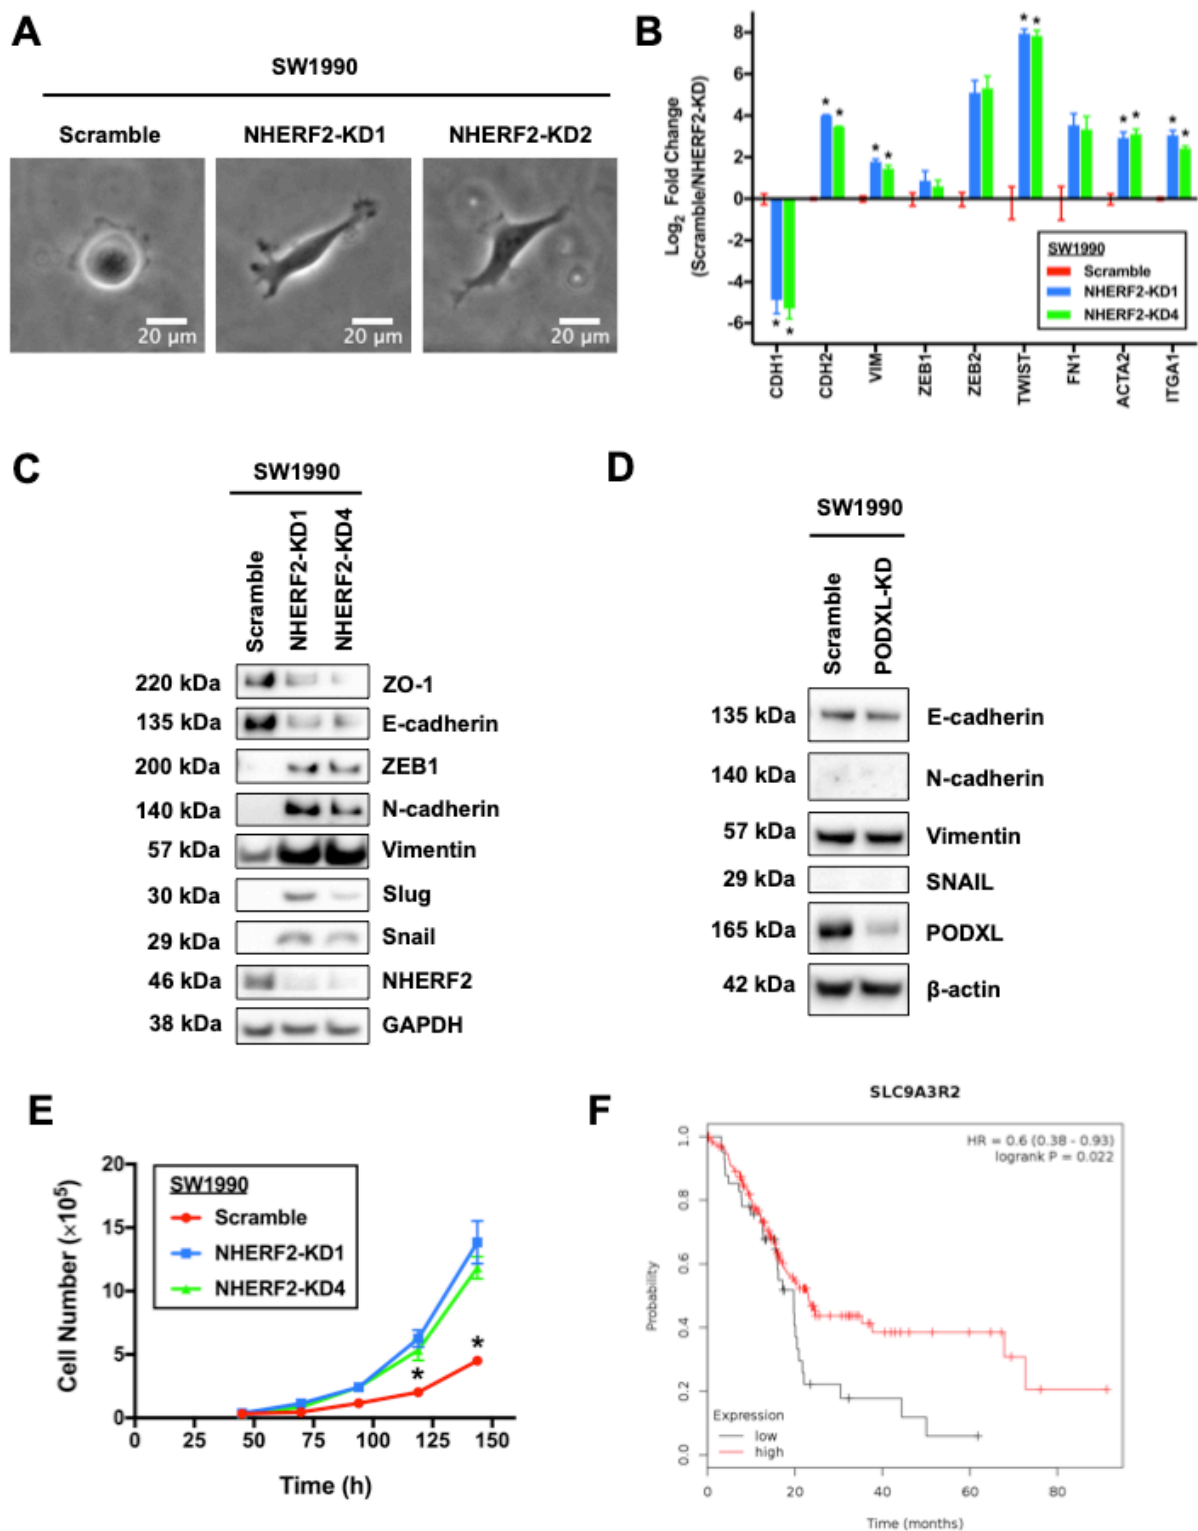 A
SW1990
Scramble
NHERF2-KD1
NHERF2-KD2
20 µm
20 µm
20 µm
B
Log2 Fold Change
(Scramble/NHERF2-KD)
8
6
4
2
0
-2
-4
-6
* * * * * * * * * * * *
SW1990
Scramble
NHERF2-KD1
NHERF2-KD4
CDH1
CDH2
VIM
ZEB1
ZEB2
TWIST
FN1
ACTA2
ITGA1
C
SW1990
Scramble
NHERF2-KD1
NHERF2-KD4
220 kDa ZO-1
135 kDa E-cadherin
200 kDa ZEB1
140 kDa N-cadherin
57 kDa Vimentin
30 kDa Slug
29 kDa Snail
46 kDa NHERF2
38 kDa GAPDH
D
SW1990
Scramble
PODXL-KD
135 kDa E-cadherin
140 kDa N-cadherin
57 kDa Vimentin
29 kDa SNAIL
165 kDa PODXL
42 kDa β-actin
E
Cell Number (×10⁵)
20
15
10
5
0
SW1990
Scramble
NHERF2-KD1
NHERF2-KD4
*
*
0 25 50 75 100 125 150
Time (h)
F
SLC9A3R2
HR = 0.6 (0.38 - 0.93)
logrank P = 0.022
Probability
1.0
0.8
0.6
0.4
0.2
0.0
Expression
low
high
0 20 40 60 80
Time (months)